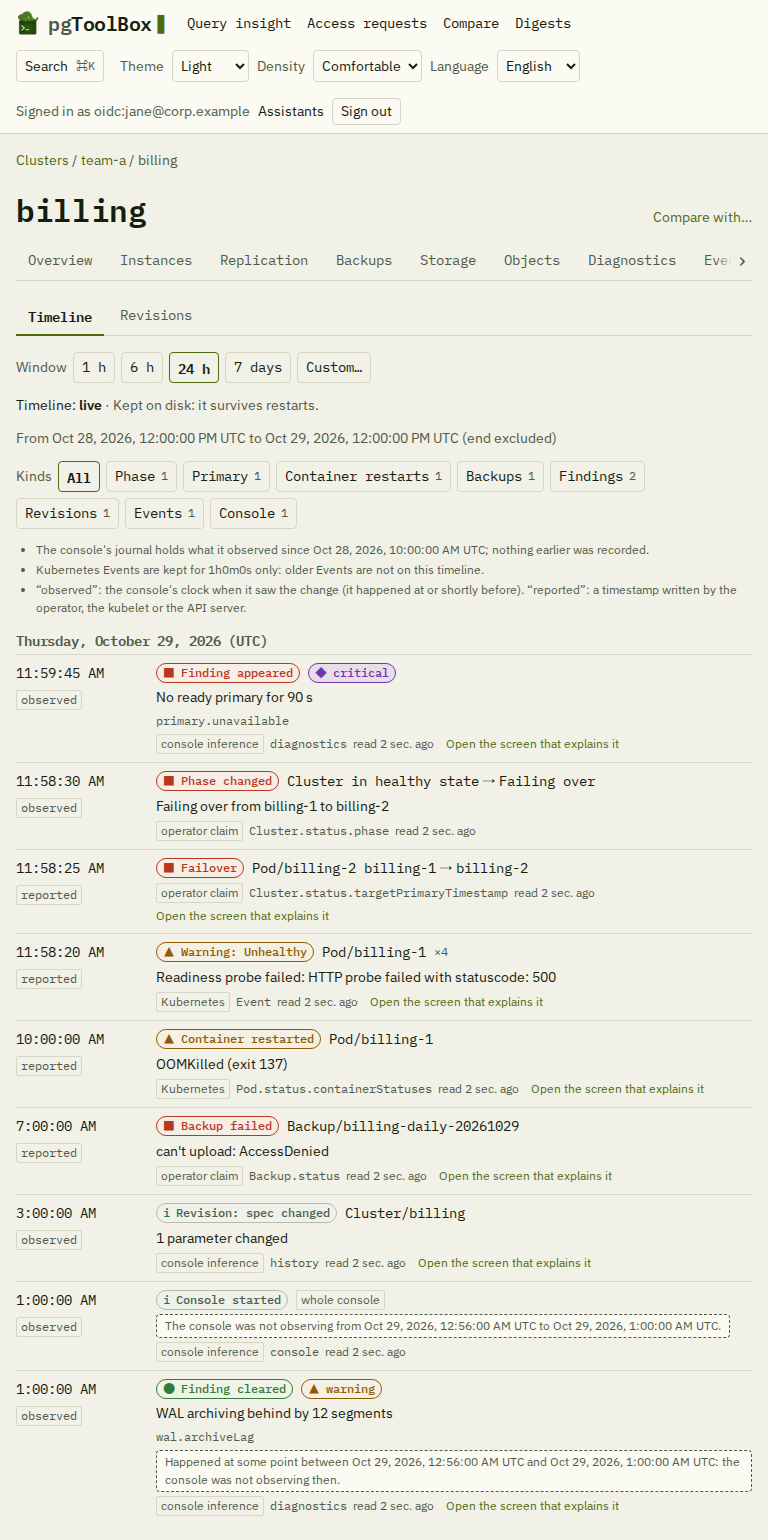 pgToolBox Query insight Access requests Compare Digests
Search ⌘K Theme Light Density Comfortable Language English
Signed in as oidc:jane@corp.example Assistants Sign out
Clusters / team-a / billing
billing
Compare with…
Overview Instances Replication Backups Storage Objects Diagnostics Eve
Timeline Revisions
Window 1 h 6 h 24 h 7 days Custom…
Timeline: live · Kept on disk: it survives restarts.
From Oct 28, 2026, 12:00:00 PM UTC to Oct 29, 2026, 12:00:00 PM UTC (end excluded)
Kinds All Phase 1 Primary 1 Container restarts 1 Backups 1 Findings 2
Revisions 1 Events 1 Console 1
• The console's journal holds what it observed since Oct 28, 2026, 10:00:00 AM UTC; nothing earlier was recorded.
• Kubernetes Events are kept for 1h0m0s only: older Events are not on this timeline.
• “observed”: the console's clock when it saw the change (it happened at or shortly before). “reported”: a timestamp written by the
operator, the kubelet or the API server.
Thursday, October 29, 2026 (UTC)
11:59:45 AM Finding appeared critical
observed No ready primary for 90 s
primary.unavailable
console inference diagnostics read 2 sec. ago Open the screen that explains it
11:58:30 AM Phase changed Cluster in healthy state → Failing over
observed Failing over from billing-1 to billing-2
operator claim Cluster.status.phase read 2 sec. ago
11:58:25 AM Failover Pod/billing-2 billing-1 → billing-2
reported operator claim Cluster.status.targetPrimaryTimestamp read 2 sec. ago
Open the screen that explains it
11:58:20 AM Warning: Unhealthy Pod/billing-1 ×4
reported Readiness probe failed: HTTP probe failed with statuscode: 500
Kubernetes Event read 2 sec. ago Open the screen that explains it
10:00:00 AM Container restarted Pod/billing-1
reported OOMKilled (exit 137)
Kubernetes Pod.status.containerStatuses read 2 sec. ago Open the screen that explains it
7:00:00 AM Backup failed Backup/billing-daily-20261029
reported can't upload: AccessDenied
operator claim Backup.status read 2 sec. ago Open the screen that explains it
3:00:00 AM i Revision: spec changed Cluster/billing
observed 1 parameter changed
console inference history read 2 sec. ago Open the screen that explains it
1:00:00 AM i Console started whole console
observed The console was not observing from Oct 29, 2026, 12:56:00 AM UTC to Oct 29, 2026, 1:00:00 AM UTC.
console inference console read 2 sec. ago
1:00:00 AM Finding cleared warning
observed WAL archiving behind by 12 segments
wal.archiveLag
Happened at some point between Oct 29, 2026, 12:56:00 AM UTC and Oct 29, 2026, 1:00:00 AM UTC: the
console was not observing then.
console inference diagnostics read 2 sec. ago Open the screen that explains it